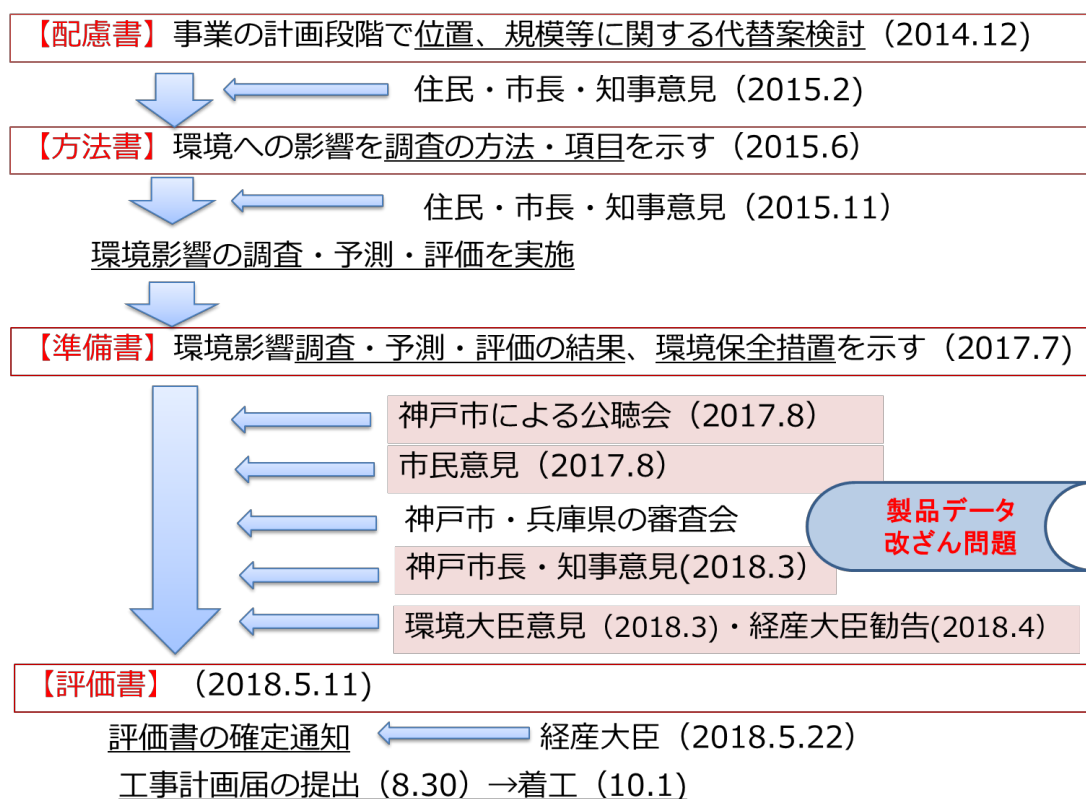 【配慮書】事業の計画段階で位置、規模等に関する代替案検討（2014.12)
住民・市長・知事意見（2015.2）
【方法書】環境への影響を調査の方法・項目を示す（2015.6）
住民・市長・知事意見（2015.11）
環境影響の調査・予測・評価を実施
【準備書】環境影響調査・予測・評価の結果、環境保全措置を示す（2017.7)
神戸市による公聴会（2017.8）
市民意見（2017.8）
製品データ
改ざん問題
神戸市・兵庫県の審査会
神戸市長・知事意見(2018.3）
環境大臣意見（2018.3)・経産大臣勧告(2018.4）
【評価書】（2018.5.11)
評価書の確定通知
経産大臣（2018.5.22）
工事計画届の提出（8.30）→着工（10.1)